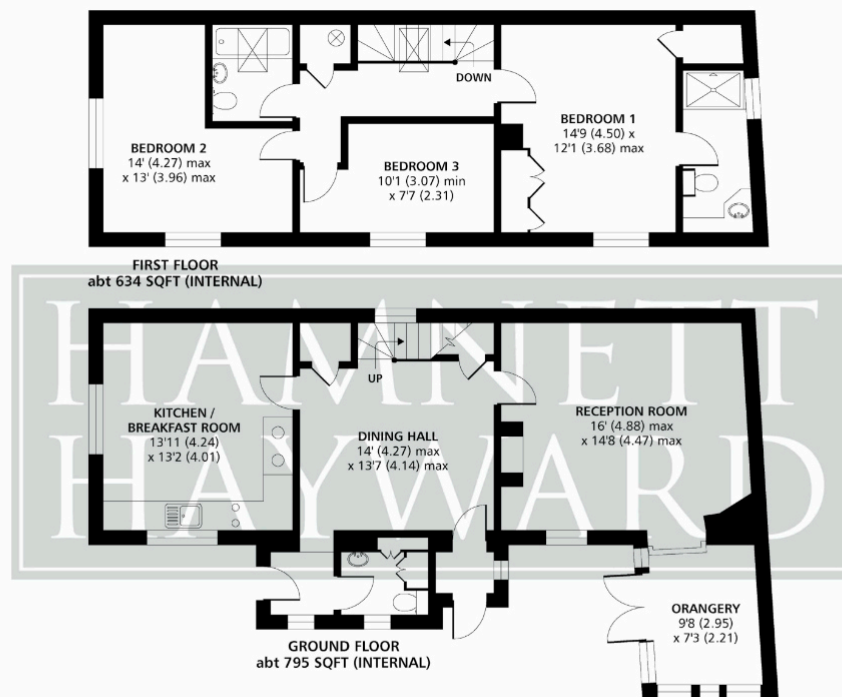 DOWN
BEDROOM 1
14'9 (4.50) x
12'1 (3.68) max
BEDROOM 2
14' (4.27) max
x 13' (3.96) max
BEDROOM 3
10'1 (3.07) min
x 7'7 (2.31)
FIRST FLOOR
abt 634 SQFT (INTERNAL)
HAMNETT
HAYWARD
UP
KITCHEN /
BREAKFAST ROOM
13'11 (4.24)
x 13'2 (4.01)
DINING HALL
14' (4.27) max
x 13'7 (4.14) max
RECEPTION ROOM
16' (4.88) max
x 14'8 (4.47) max
ORANGERY
9'8 (2.95)
x 7'3 (2.21)
GROUND FLOOR
abt 795 SQFT (INTERNAL)